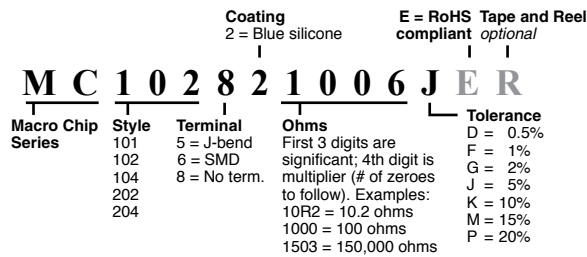 Coating
2 = Blue silicone
E = RoHS
compliant
Tape and Reel
optional
M C 1 0 2 8 2 1 0 0 6 J E R
Macro Chip
Series
Style
101
102
104
202
204
Terminal
5 = J-bend
6 = SMD
8 = No term.
Ohms
First 3 digits are
significant; 4th digit is
multiplier (# of zeroes
to follow). Examples:
10R2 = 10.2 ohms
1000 = 100 ohms
1503 = 150,000 ohms
Tolerance
D = 0.5%
F = 1%
G = 2%
J = 5%
K = 10%
M = 15%
P = 20%